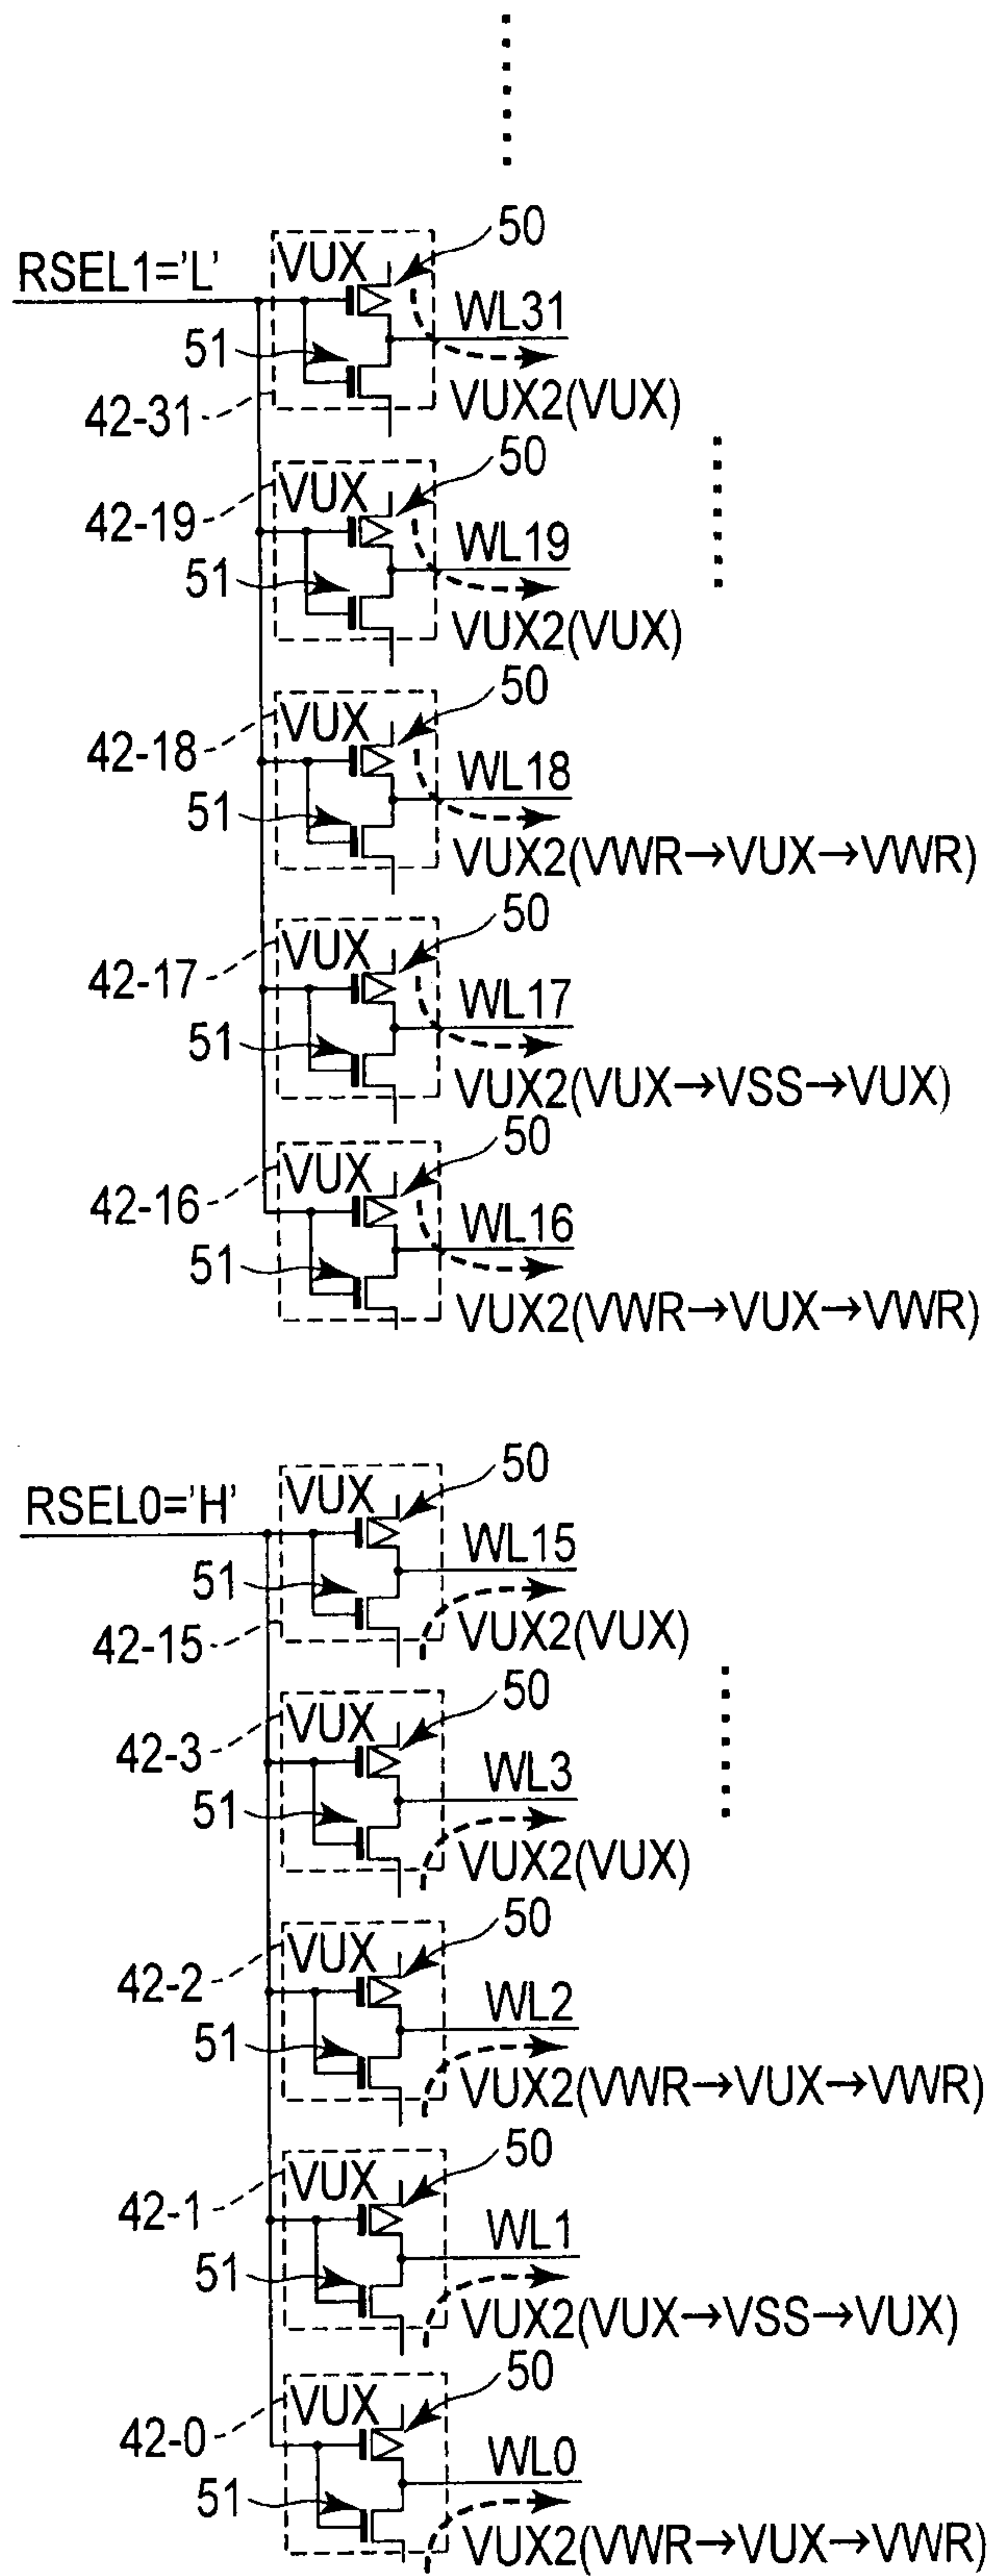 50
RSEL1='L'
VUX
WL31
51
VUX2(VUX)
42-31
50
42-19
VUX
WL19
51
VUX2(VUX)
50
42-18
VUX
WL18
51
VUX2(VWR→VUX→VWR)
50
42-17
VUX
WL17
51
VUX2(VUX→VSS→VUX)
50
42-16
VUX
WL16
51
VUX2(VWR→VUX→VWR)
50
RSEL0='H'
VUX
WL15
51
VUX2(VUX)
42-15
50
VUX
42-3
WL3
51
VUX2(VUX)
50
VUX
42-2
WL2
51
VUX2(VWR→VUX→VWR)
50
VUX
42-1
WL1
51
VUX2(VUX→VSS→VUX)
50
VUX
42-0
WL0
51
VUX2(VWR→VUX→VWR)